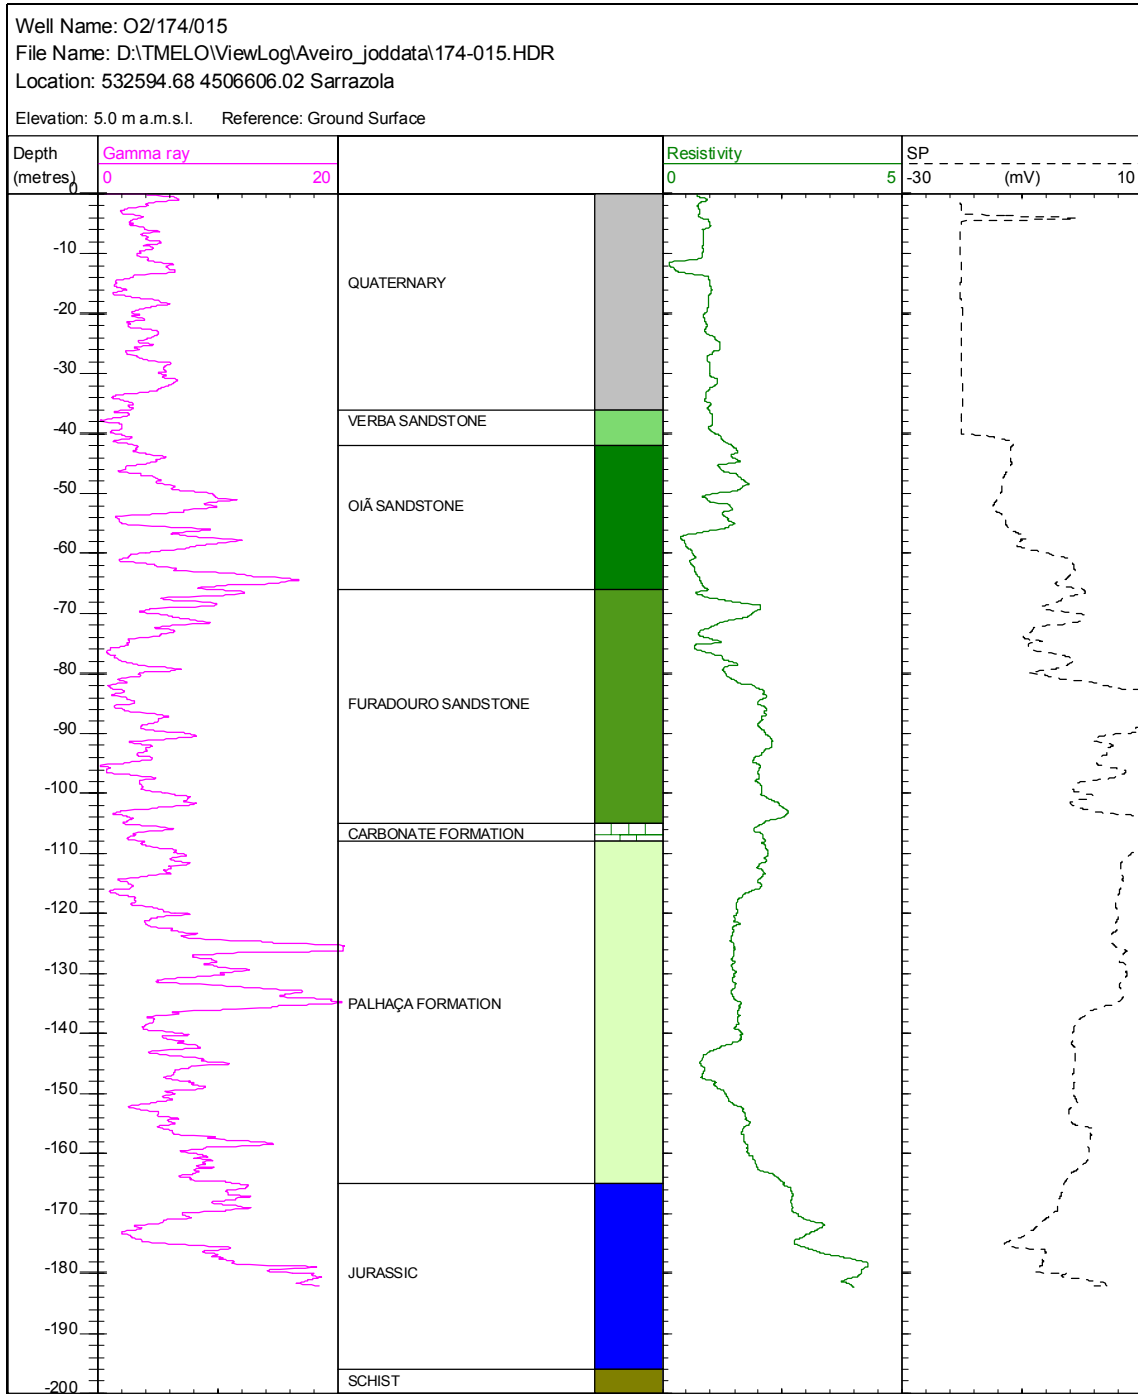 Well Name: O2/174/015
File Name: D:\TMELO\ViewLog\Aveiro_joddata\174-015.HDR
Location: 532594.68 4506606.02 Sarrazola
Elevation: 5.0 m a.m.s.l. Reference: Ground Surface
Depth Gamma ray Resistivity SP
(metres) 0 20 0 5 -30 (mV) 10
0
-10
QUATERNARY
-20
-30
VERBA SANDSTONE
-40
-50
OIÃ SANDSTONE
-60
-70
-80
FURADOURO SANDSTONE
-90
-100
CARBONATE FORMATION
-110
-120
-130
PALHAÇA FORMATION
-140
-150
-160
-170
JURASSIC
-180
-190
SCHIST
-200